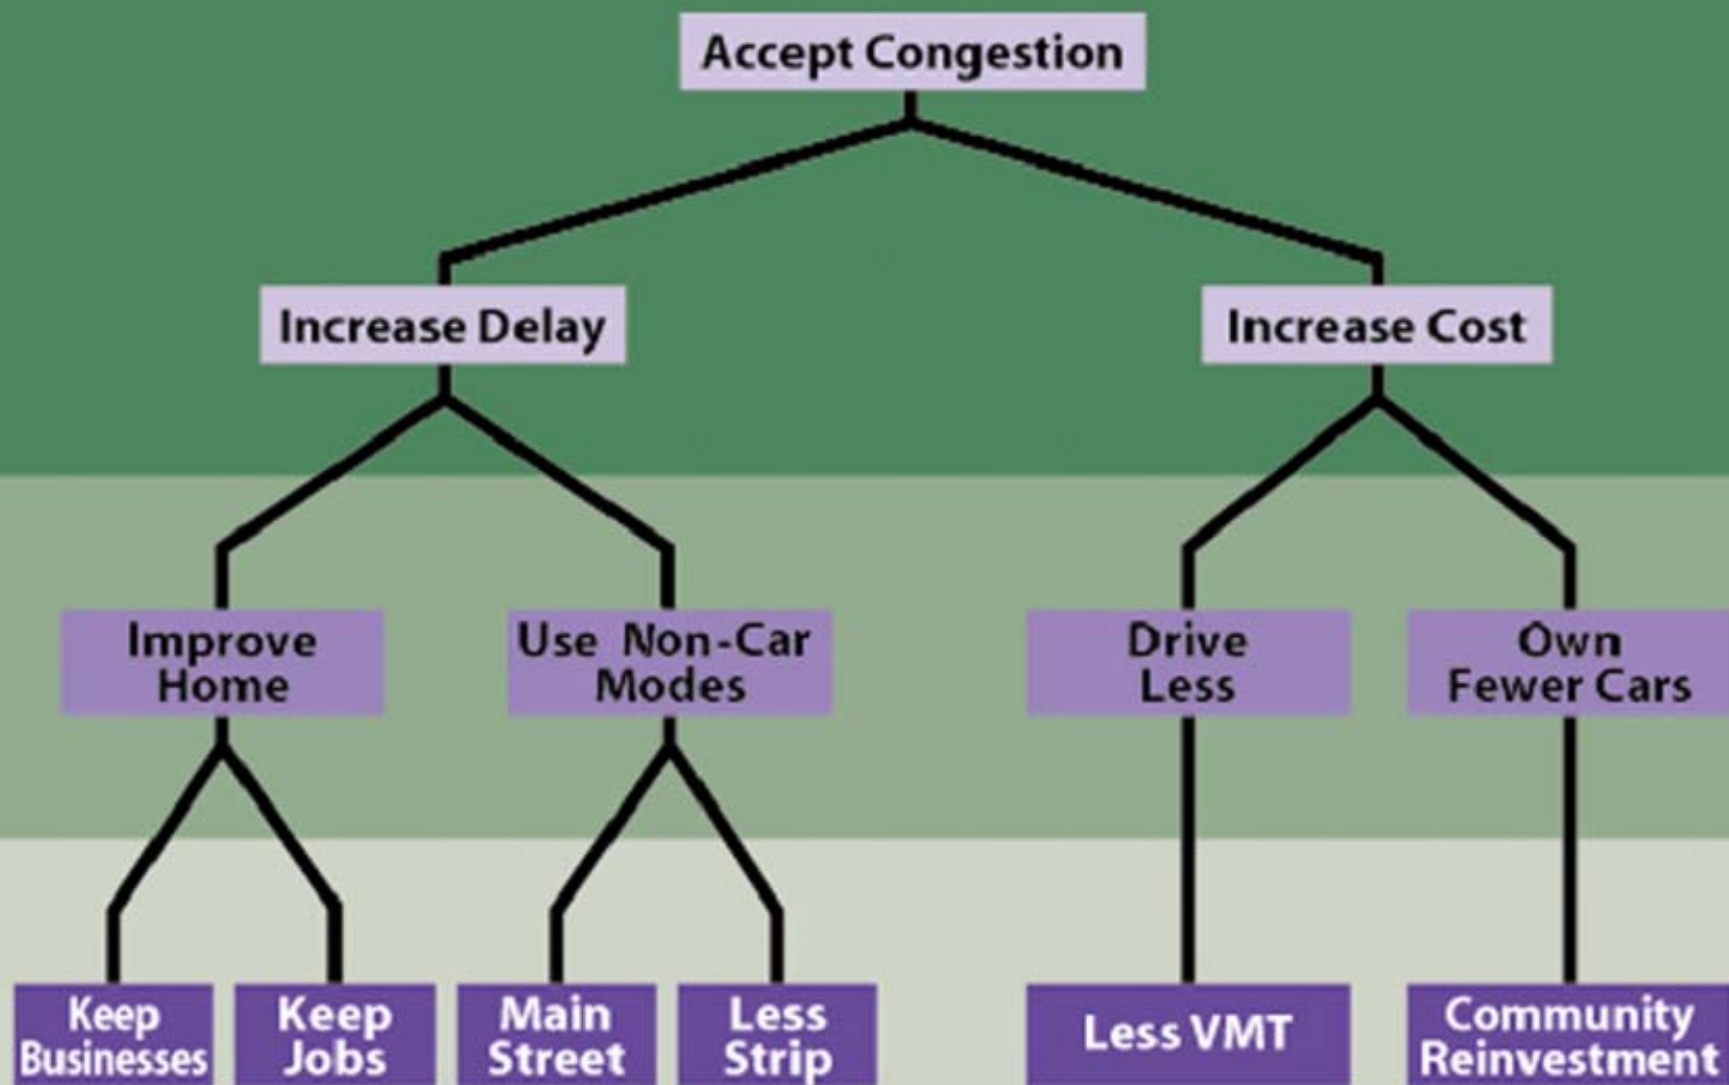 Accept Congestion
Increase Delay
Increase Cost
Improve
Home
Use Non-Car
Modes
Drive
Less
Own
Fewer Cars
Keep
Businesses
Keep
Jobs
Main
Street
Less
Strip
Less VMT
Community
Reinvestment